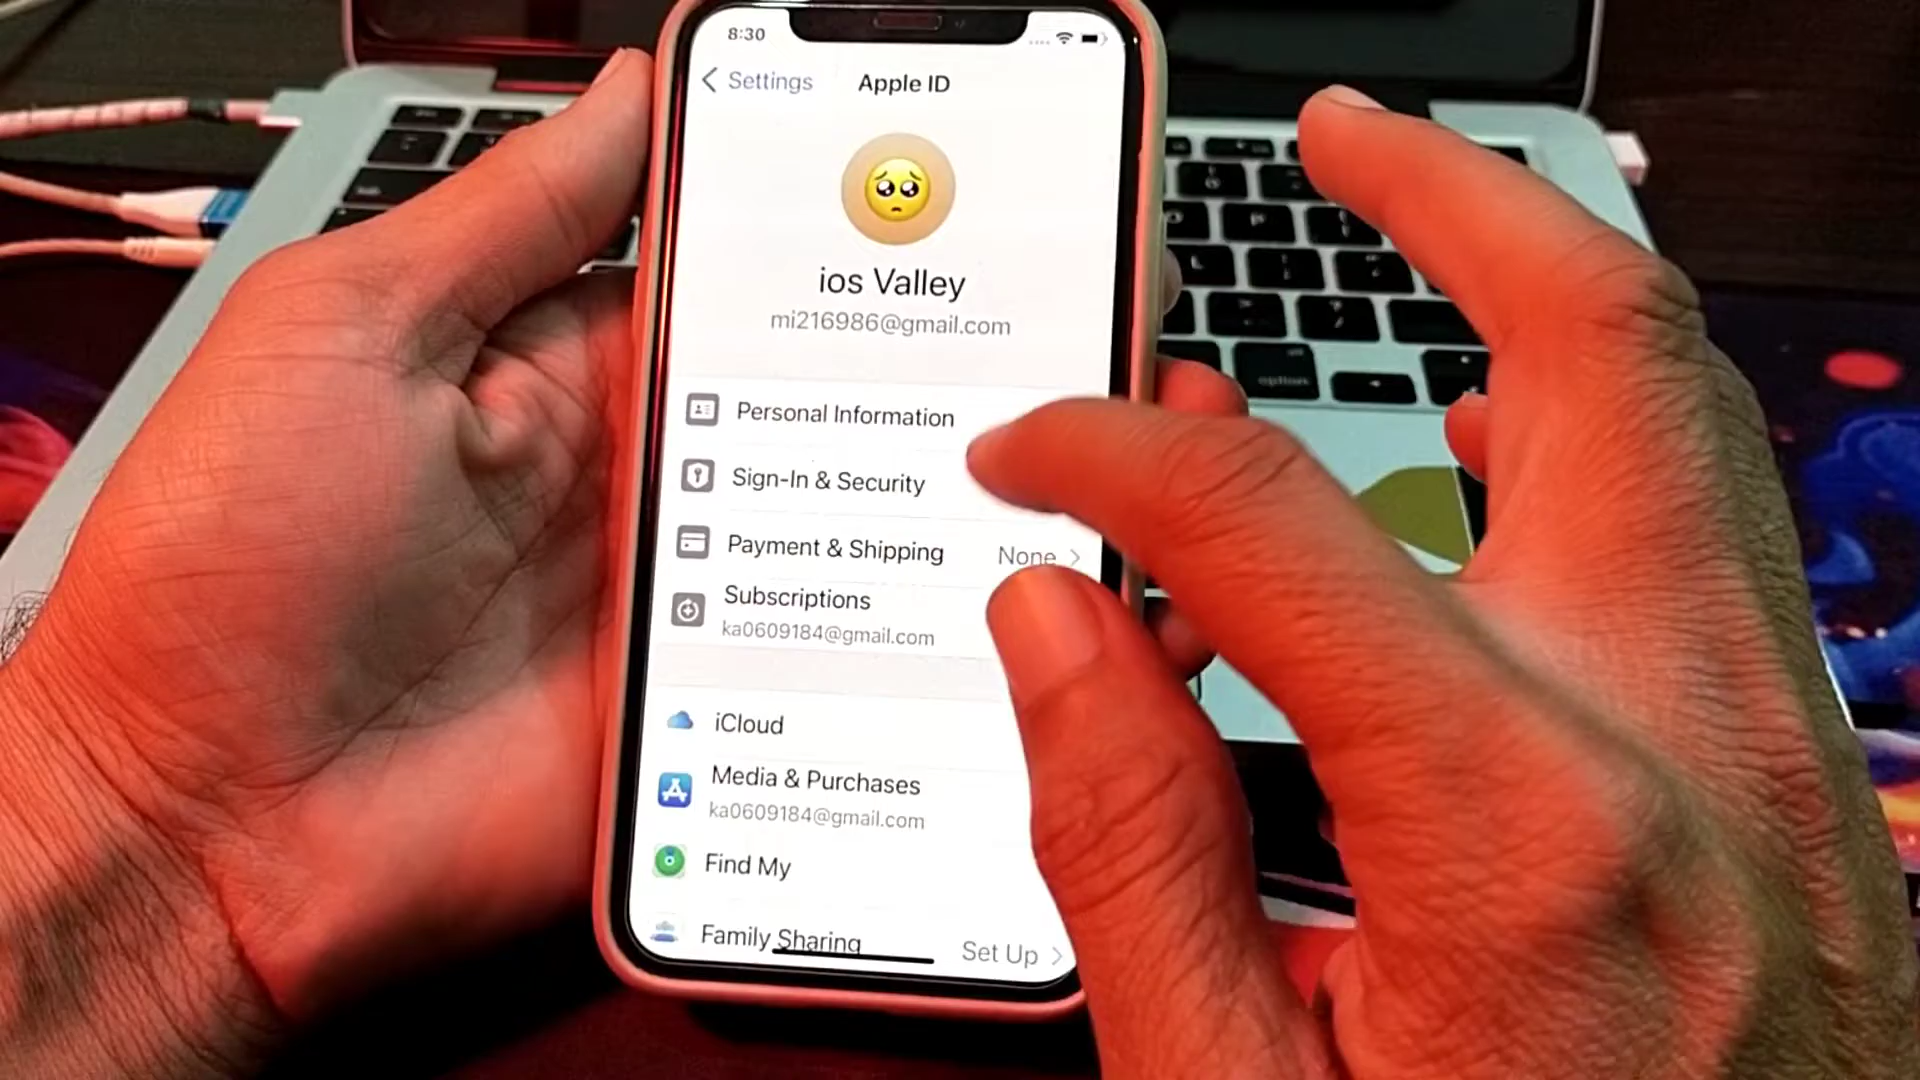 8:30
Settings
Apple ID
ios Valley
mi216986@gmail.com
Personal Information
Sign-In & Security
Payment & Shipping
None
Subscriptions
ka0609184@gmail.com
iCloud
Media & Purchases
ka0609184@gmail.com
Find My
Family Sharing
Set Up
option